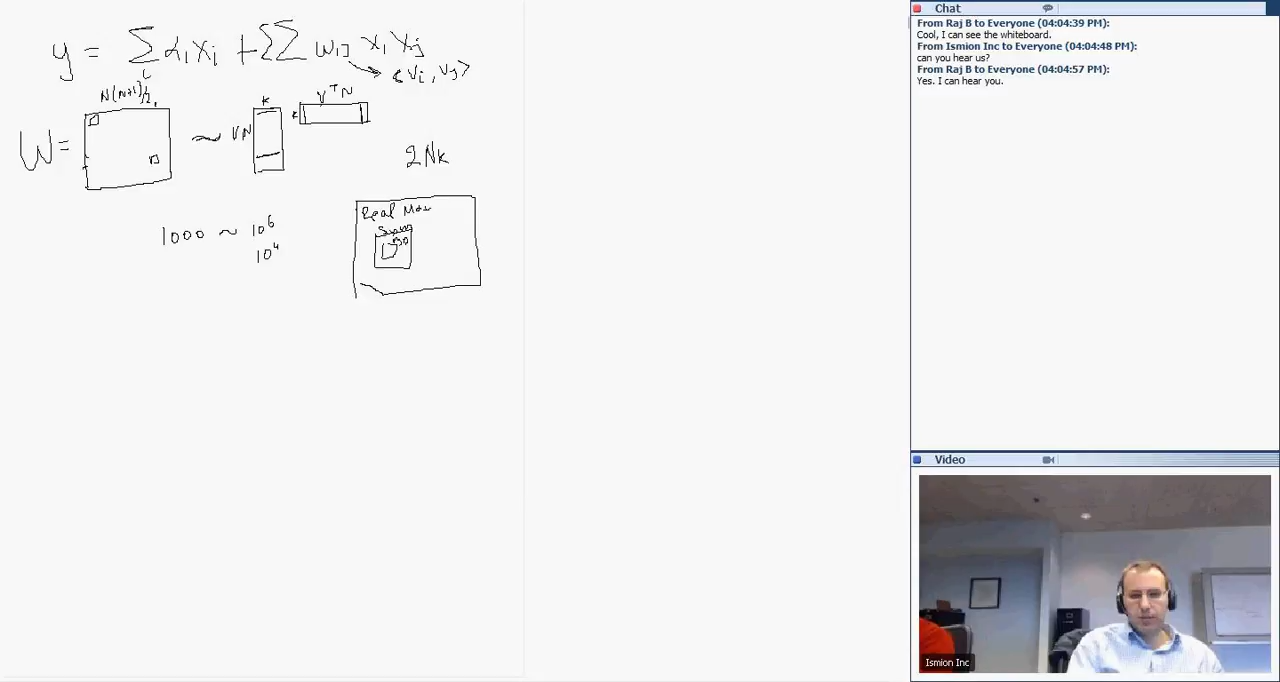 y = Σ αᵢ xᵢ + ΣΣ wᵢⱼ xᵢ xⱼ
i
< vᵢ, vⱼ >
N(N+1)/2
k
VᵀN
W =
~
VN
k
2Nk
1000 ~ 10⁶
10⁴
Real
Chat
From Raj B to Everyone (04:04:39 PM):
Cool, I can see the whiteboard.
From Ismion Inc to Everyone (04:04:48 PM):
can you hear us?
From Raj B to Everyone (04:04:57 PM):
Yes. I can hear you.
Video
Ismion Inc